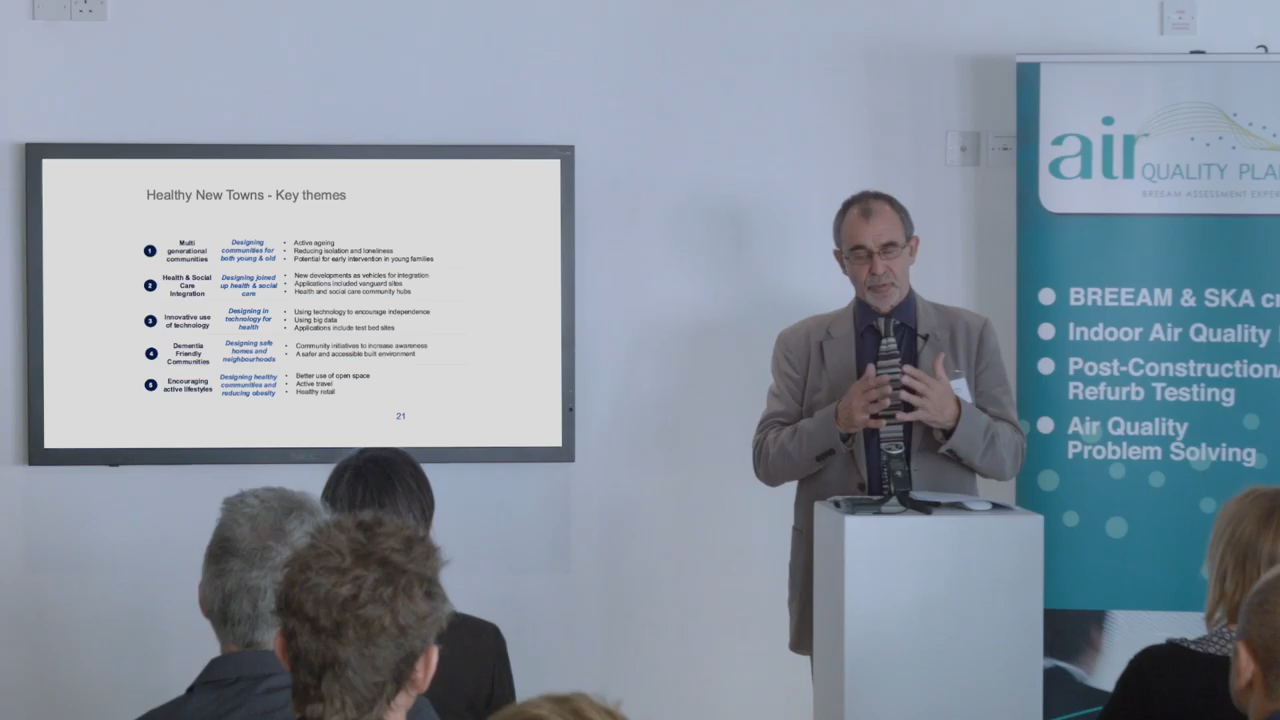 Healthy New Towns - Key themes
1
Multi
generational
communities
Designing
communities for
both young & old
• Active ageing
• Reducing isolation and loneliness
• Potential for early intervention in young families
2
Health & Social
Care
Integration
Designing joined
up health & social
care
• New developments as vehicles for integration
• Applications included vanguard sites
• Health and social care community hubs
3
Innovative use
of technology
Designing in
technology for
health
• Using technology to encourage independence
• Using big data
• Applications include test bed sites
4
Dementia
Friendly
Communities
Designing safe
homes and
neighbourhoods
• Community initiatives to increase awareness
• A safer and accessible built environment
5
Encouraging
active lifestyles
Designing healthy
communities and
reducing obesity
• Better use of open space
• Active travel
• Healthy retail
21
air
QUALITY PLA
BREEAM ASSESSMENT EXPER
BREEAM & SKA
Indoor Air Quality
Post-Construction
Refurb Testing
Air Quality
Problem Solving